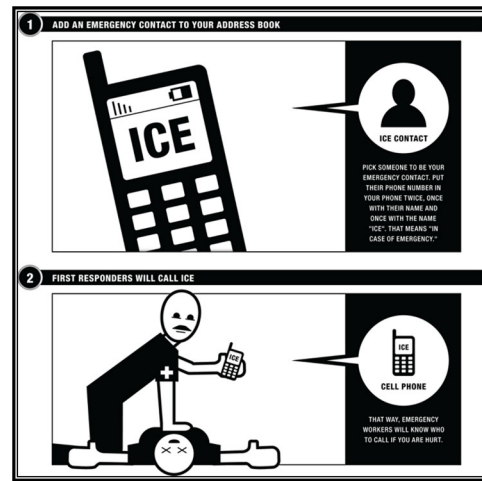 1 ADD AN EMERGENCY CONTACT TO YOUR ADDRESS BOOK
ICE
ICE CONTACT
PICK SOMEONE TO BE YOUR
EMERGENCY CONTACT. PUT
THEIR PHONE NUMBER IN
YOUR PHONE TWICE, ONCE
WITH THEIR NAME AND
ONCE WITH THE NAME
"ICE". THAT MEANS "IN
CASE OF EMERGENCY."
2 FIRST RESPONDERS WILL CALL ICE
ICE
ICE
CELL PHONE
THAT WAY, EMERGENCY
WORKERS WILL KNOW WHO
TO CALL IF YOU ARE HURT.